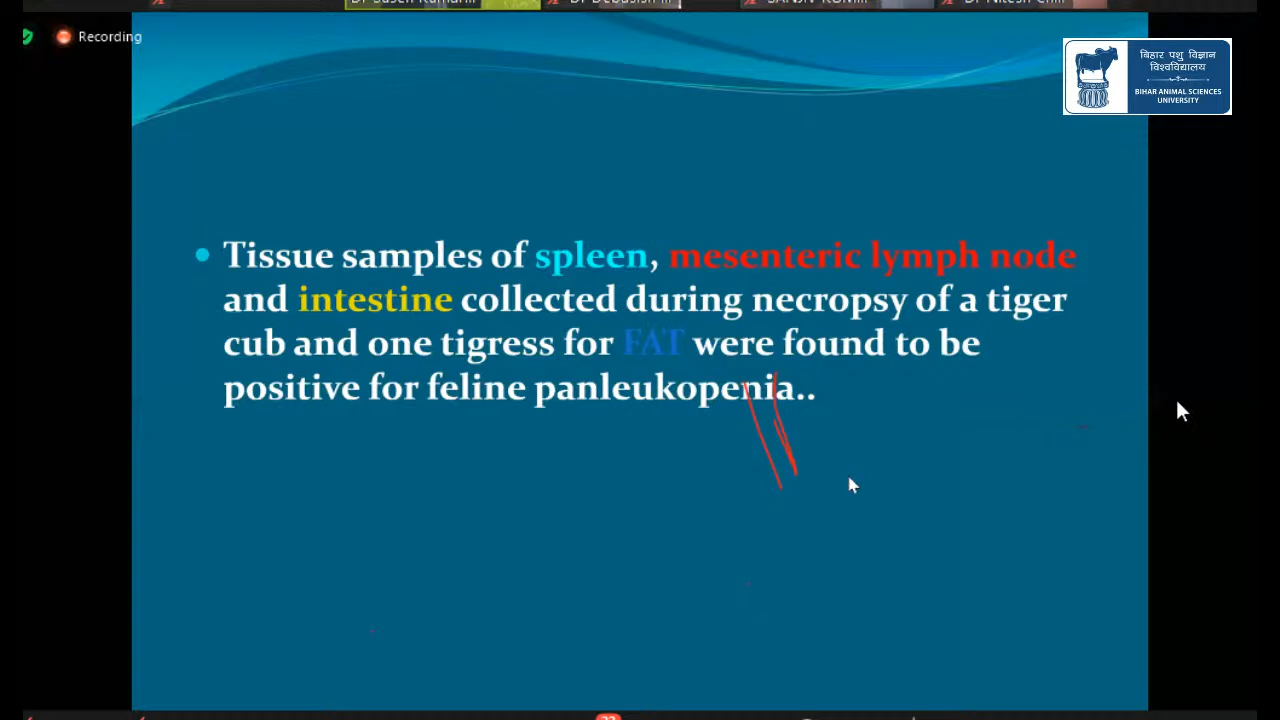 Recording
बिहार पशु विज्ञान
विश्वविद्यालय
BIHAR ANIMAL SCIENCES
UNIVERSITY
Tissue samples of spleen, mesenteric lymph node
and intestine collected during necropsy of a tiger
cub and one tigress for FAT were found to be
positive for feline panleukopenia..